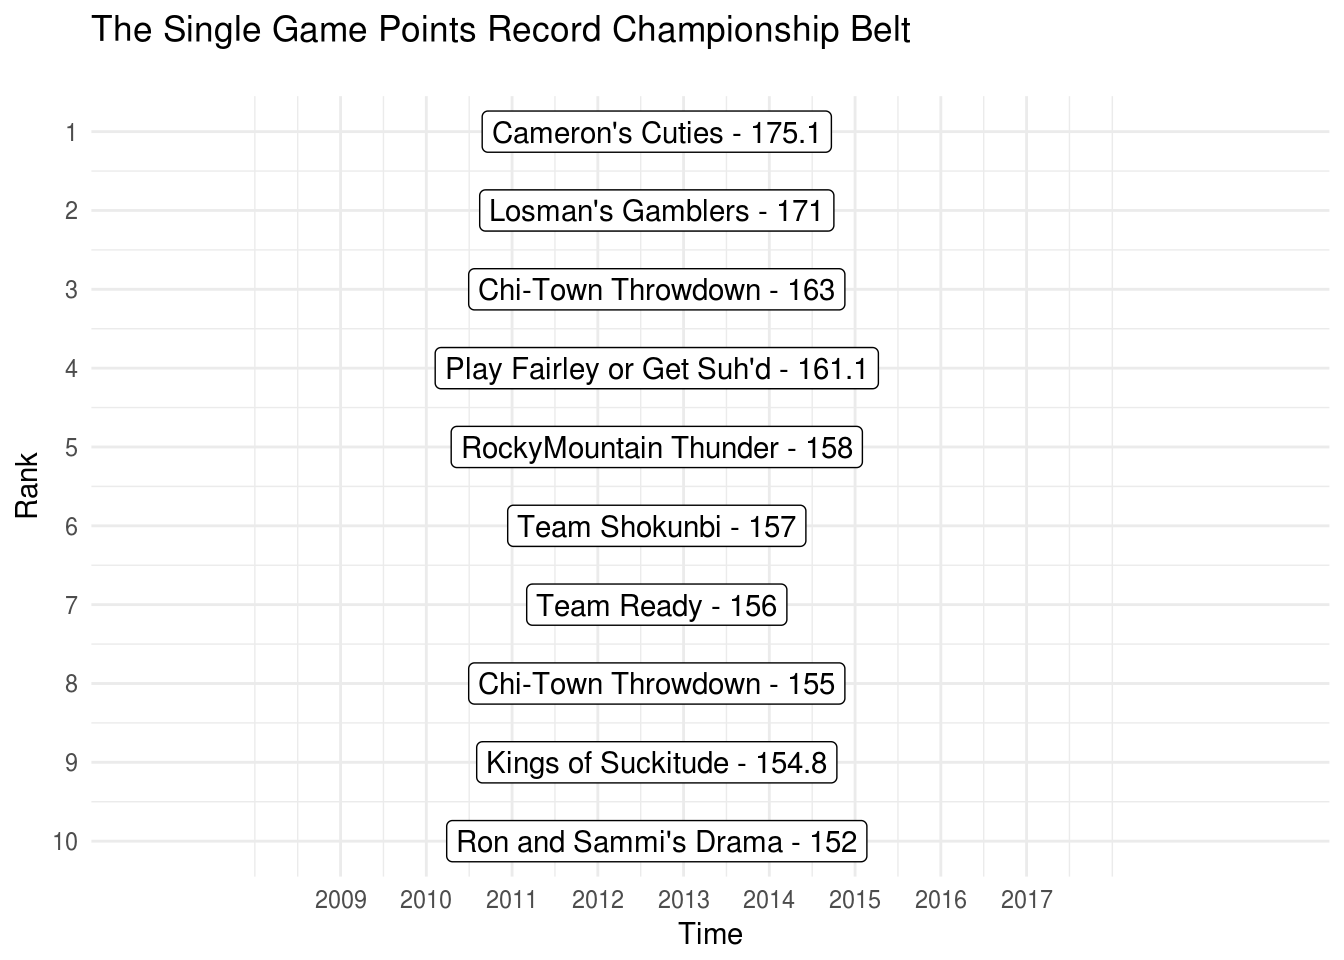 The Single Game Points Record Championship Belt
1
Cameron's Cuties - 175.1
2
Losman's Gamblers - 171
3
Chi-Town Throwdown - 163
4
Play Fairley or Get Suh'd - 161.1
5
RockyMountain Thunder - 158
Rank
6
Team Shokunbi - 157
7
Team Ready - 156
8
Chi-Town Throwdown - 155
9
Kings of Suckitude - 154.8
10
Ron and Sammi's Drama - 152
2009 2010 2011 2012 2013 2014 2015 2016 2017
Time